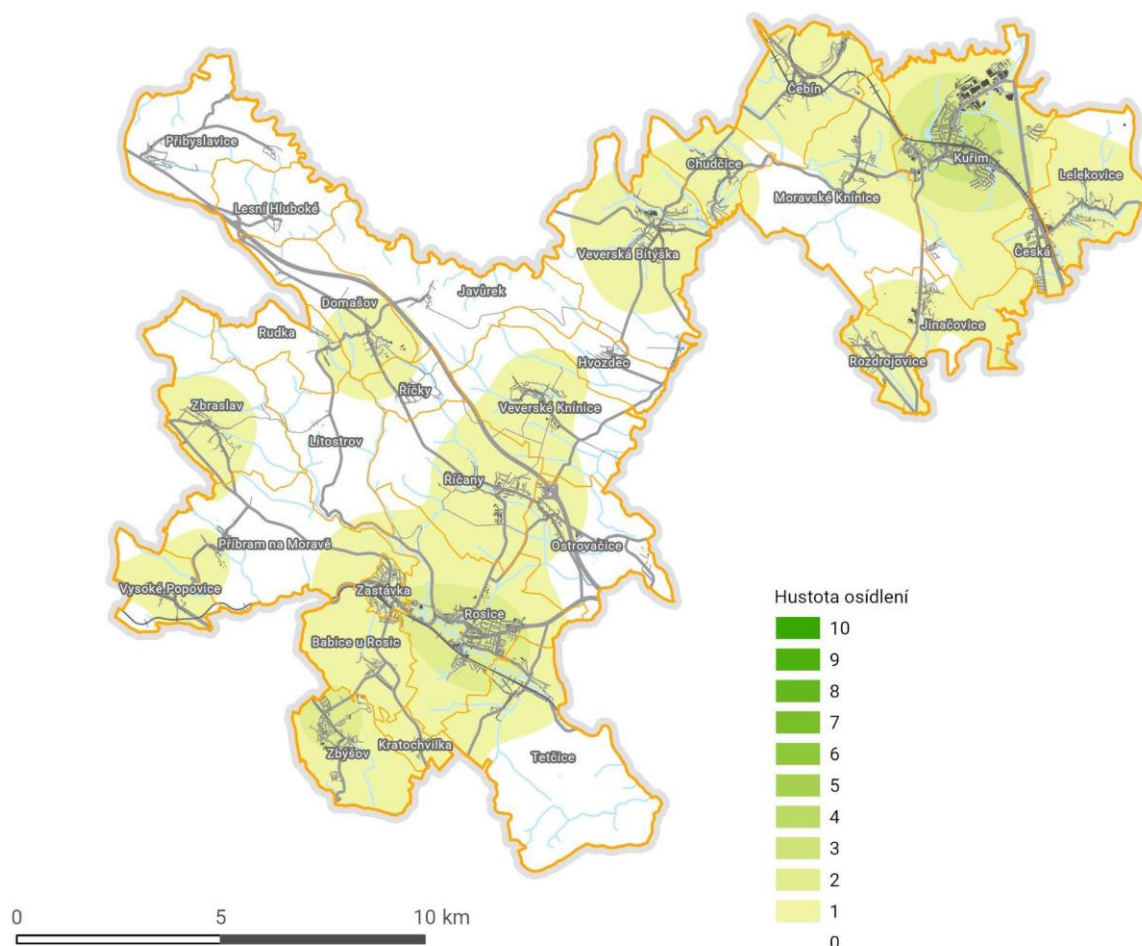 Čebín
Přibyslavice
Chudčice
Kuřim
Lelekovice
Moravské Knínice
Lesní Hluboké
Veverská Bítýška
Česká
Javůrek
Domašov
Rudka
Jinačovice
Hvozdec
Rozdrojovice
Říčky
Zbraslav
Veverské Knínice
Litostrov
Říčany
Příbram na Moravě
Ostrovačice
Vysoké Popovice
Zastávka
Rosice
Babice u Rosic
Zbýšov
Kratochvilka
Tetčice
Hustota osídlení
10
9
8
7
6
5
4
3
2
1
0
0 5 10 km